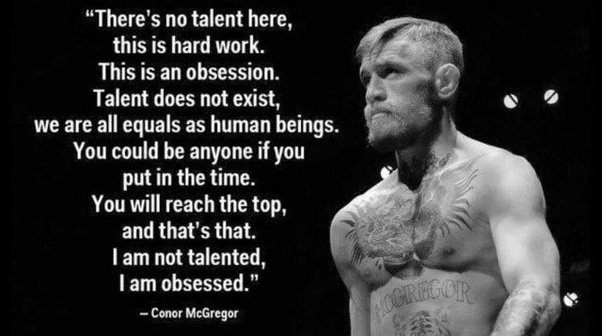 “There’s no talent here,
this is hard work.
This is an obsession.
Talent does not exist,
we are all equals as human beings.
You could be anyone if you
put in the time.
You will reach the top,
and that’s that.
I am not talented,
I am obsessed.”
– Conor McGregor
MCGREGOR